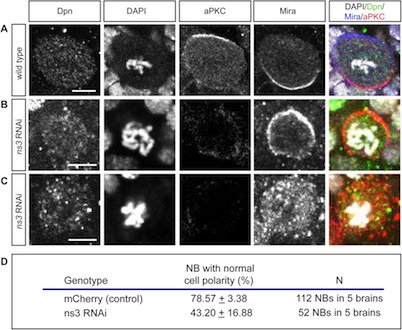 Dpn DAPI aPKC Mira DAPI/Dpn/
Mira/aPKC
A
wild type
B
ns3 RNAi
C
ns3 RNAi
D
Genotype NB with normal cell polarity (%) N
mCherry (control) 78.57 ± 3.38 112 NBs in 5 brains
ns3 RNAi 43.20 ± 16.88 52 NBs in 5 brains